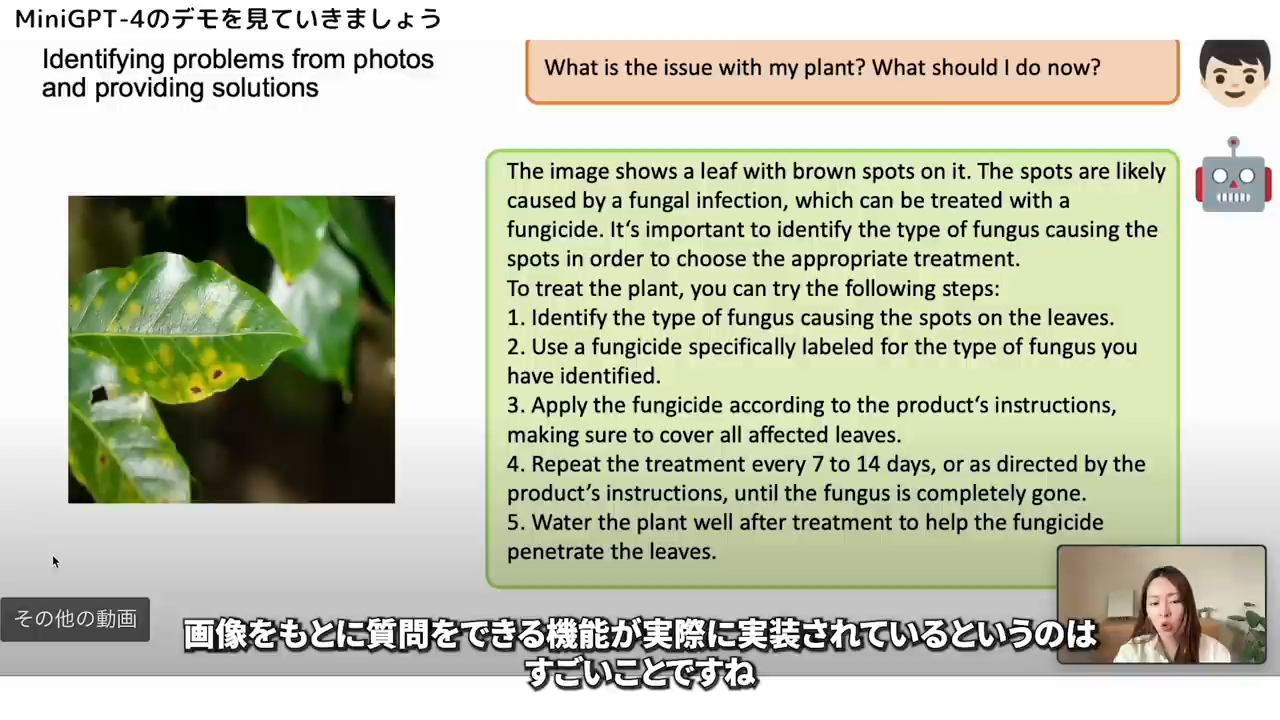 MiniGPT-4のデモを見ていきましょう
Identifying problems from photos
and providing solutions
What is the issue with my plant? What should I do now?
The image shows a leaf with brown spots on it. The spots are likely
caused by a fungal infection, which can be treated with a
fungicide. It‘s important to identify the type of fungus causing the
spots in order to choose the appropriate treatment.
To treat the plant, you can try the following steps:
1. Identify the type of fungus causing the spots on the leaves.
2. Use a fungicide specifically labeled for the type of fungus you
have identified.
3. Apply the fungicide according to the product‘s instructions,
making sure to cover all affected leaves.
4. Repeat the treatment every 7 to 14 days, or as directed by the
product’s instructions, until the fungus is completely gone.
5. Water the plant well after treatment to help the fungicide
penetrate the leaves.
その他の動画
画像をもとに質問をできる機能が実際に実装されているというのは
すごいことですね